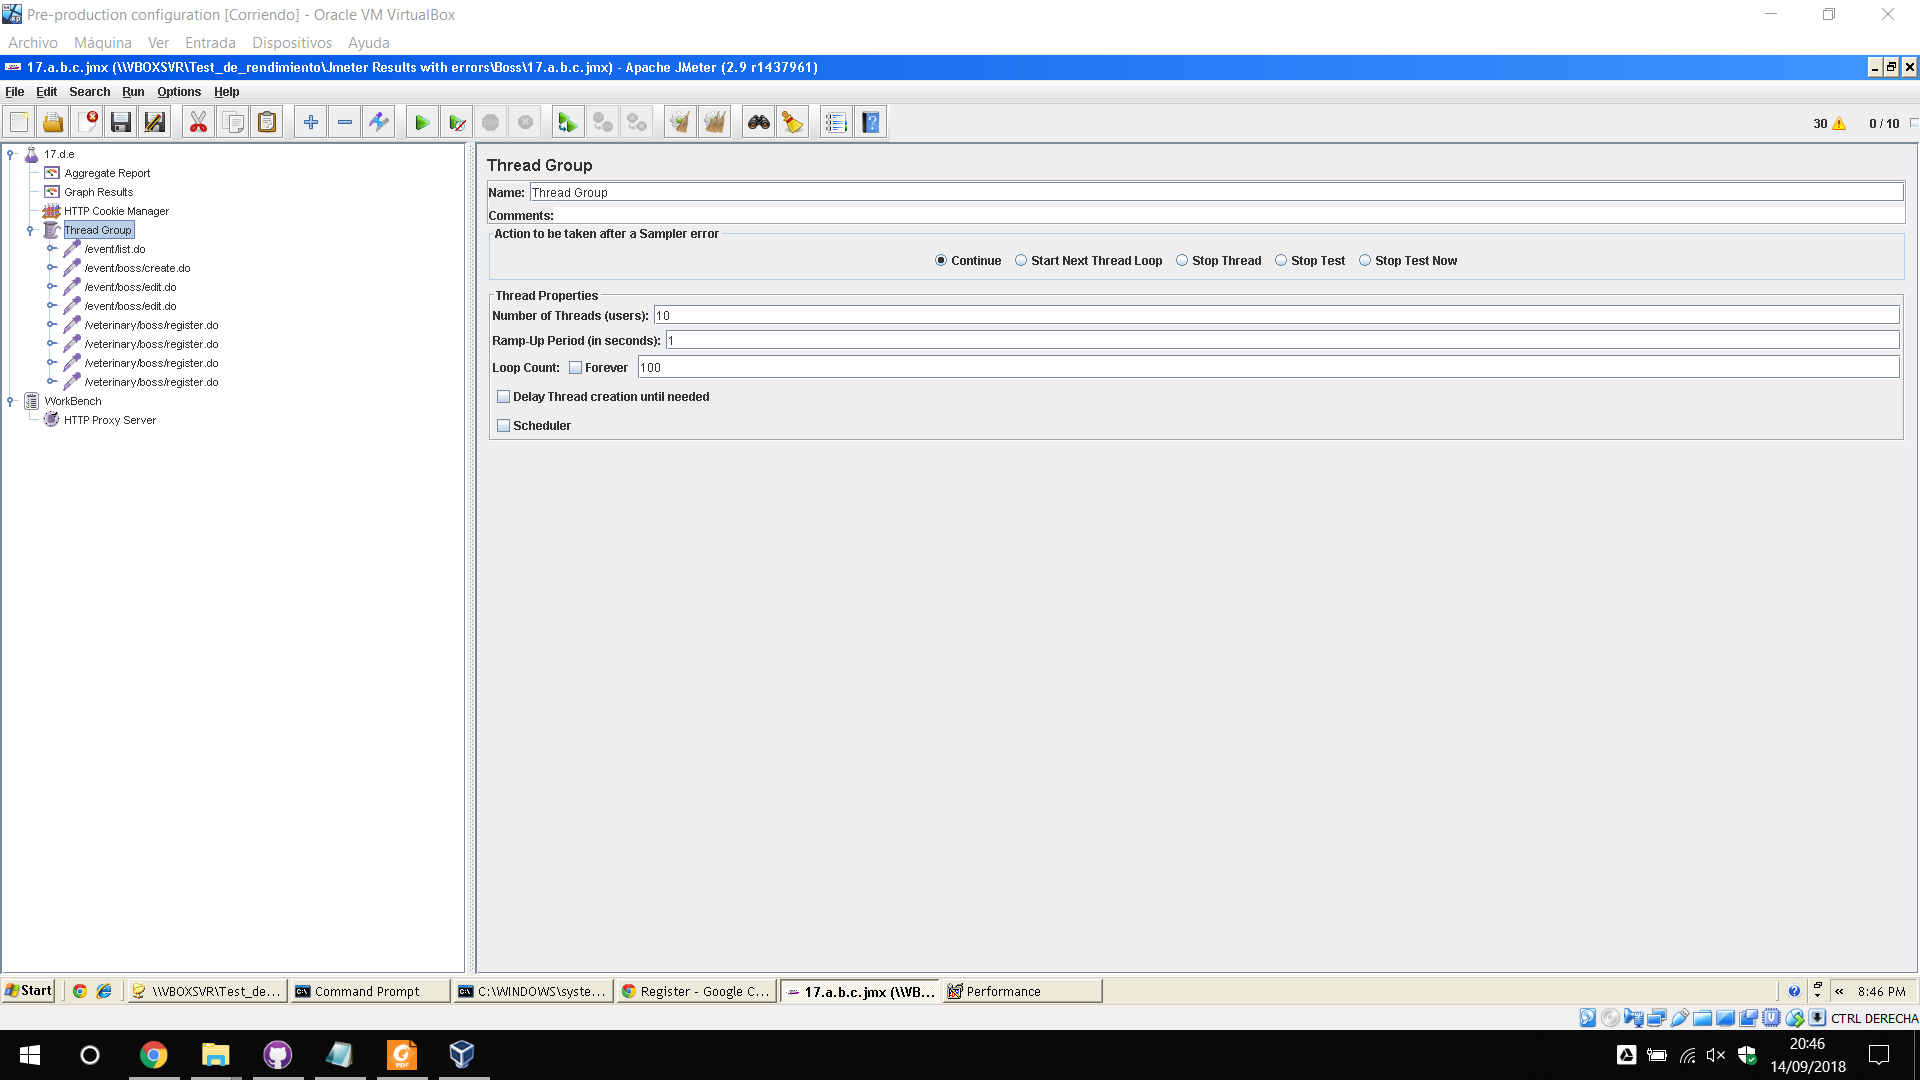 Pre-production configuration [Corriendo] - Oracle VM VirtualBox
Archivo Máquina Ver Entrada Dispositivos Ayuda
17.a.b.c.jmx (\\VBOXSVR\Test_de_rendimiento\Jmeter Results with errors\Boss\17.a.b.c.jmx) - Apache JMeter (2.9 r1437961)
File Edit Search Run Options Help
30 0 / 10
17.d.e
Aggregate Report
Graph Results
HTTP Cookie Manager
Thread Group
/event/list.do
/event/boss/create.do
/event/boss/edit.do
/event/boss/edit.do
/veterinary/boss/register.do
/veterinary/boss/register.do
/veterinary/boss/register.do
/veterinary/boss/register.do
WorkBench
HTTP Proxy Server
Thread Group
Name: Thread Group
Comments:
Action to be taken after a Sampler error
Continue Start Next Thread Loop Stop Thread Stop Test Stop Test Now
Thread Properties
Number of Threads (users): 10
Ramp-Up Period (in seconds): 1
Loop Count: Forever 100
Delay Thread creation until needed
Scheduler
Start \\VBOXSVR\Test_de... Command Prompt C:\WINDOWS\syste... Register - Google C... 17.a.b.c.jmx (\\VB... Performance 8:46 PM
CTRL DERECHA
20:46
14/09/2018